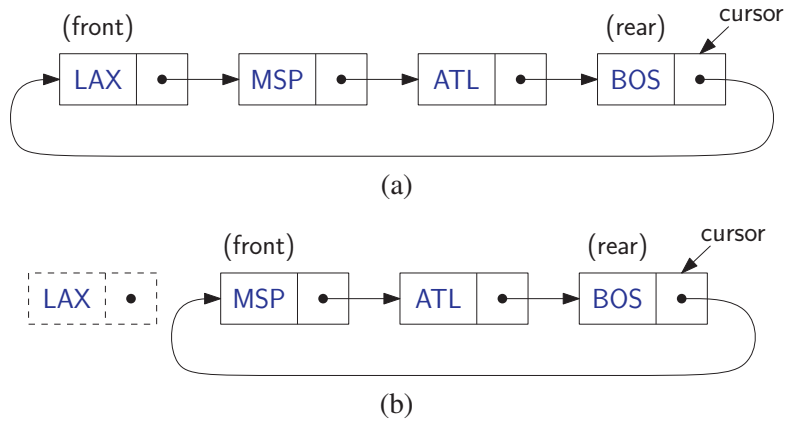 cursor
(front) (rear)
LAX MSP ATL BOS
(a)
cursor
(front) (rear)
LAX MSP ATL BOS
(b)